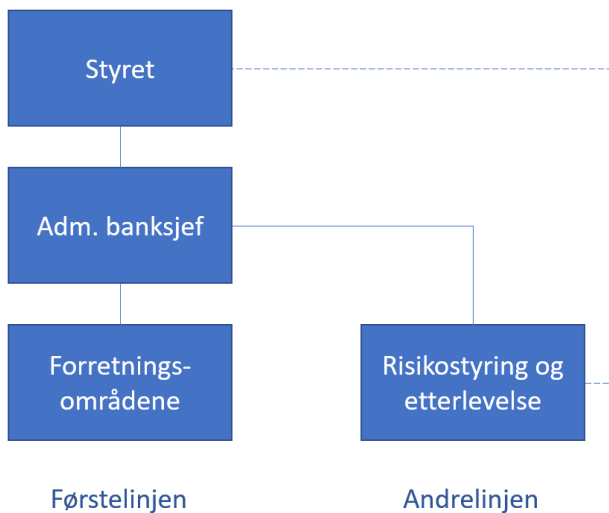 Styret
Adm. banksjef
Forretnings-
områdene
Risikostyring og
etterlevelse
Førstelinjen
Andrelinjen